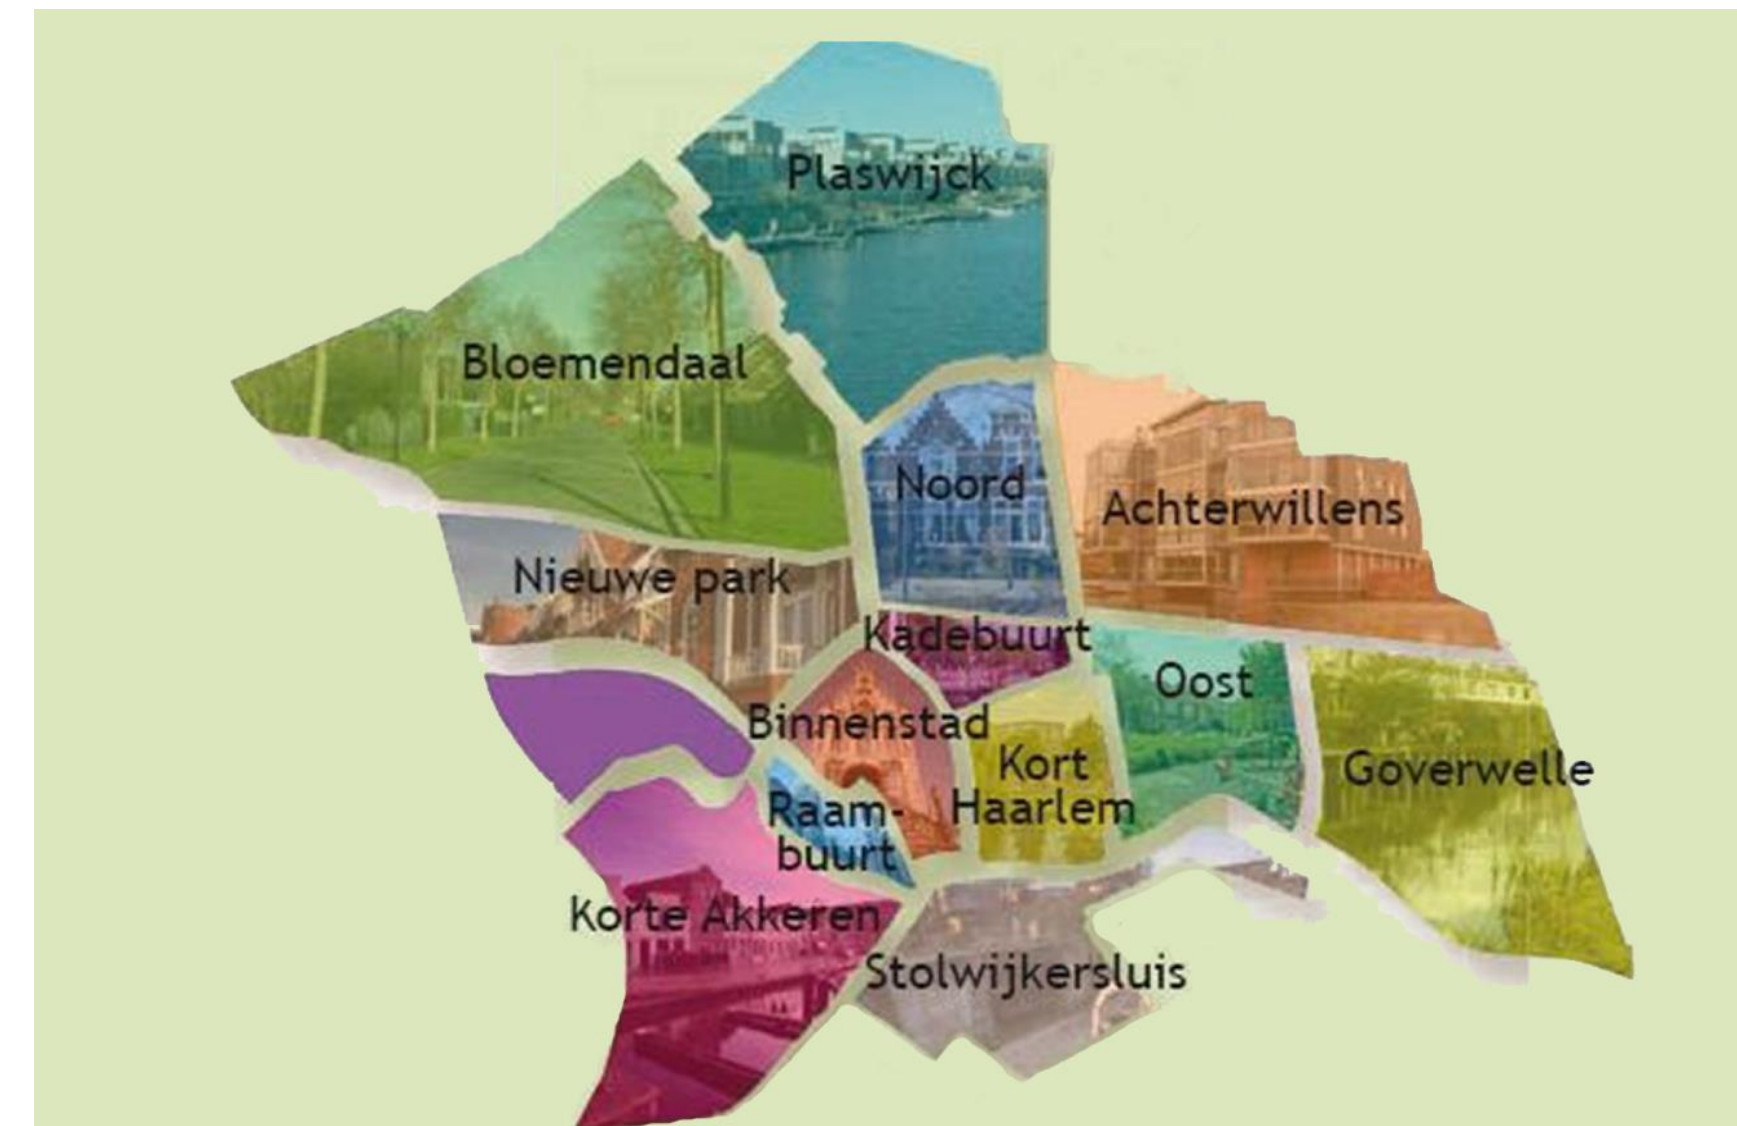 Plaswijck
Bloemendaal
Noord
Achterwillens
Nieuwe park
Kadebuurt
Oost
Binnenstad
Kort
Haarlem
Goverwelle
Raam-
buurt
Korte Akkeren
Stolwijkersluis